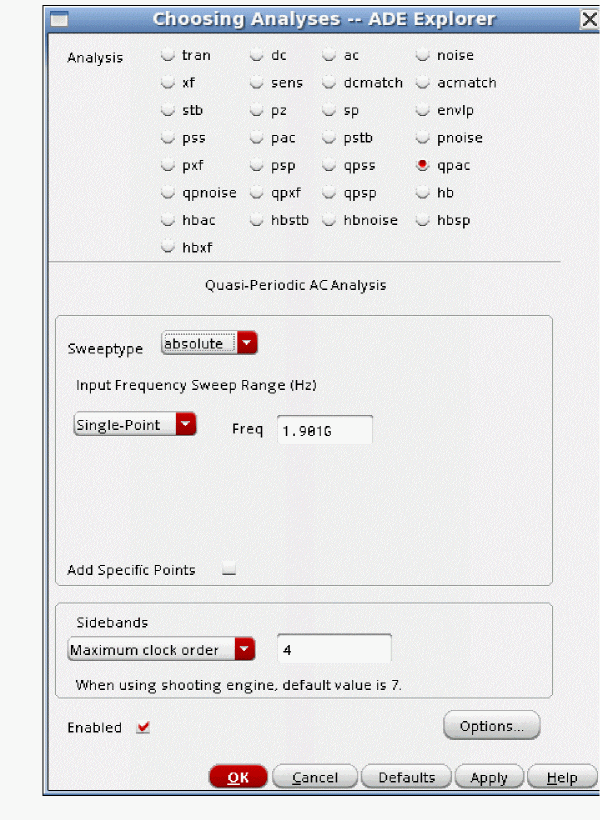 Choosing Analyses -- ADE Explorer
Analysis tran dc ac noise
xf sens dcmatch acmatch
stb pz sp envlp
pss pac pstb pnoise
pxf psp qpss qpac
qpnoise qpxf qpsp hb
hbac hbstb hbnoise hbsp
hbxf
Quasi-Periodic AC Analysis
Sweeptype absolute
Input Frequency Sweep Range (Hz)
Single-Point Freq 1.901G
Add Specific Points
Sidebands
Maximum clock order 4
When using shooting engine, default value is 7.
Enabled Options...
OK Cancel Defaults Apply Help